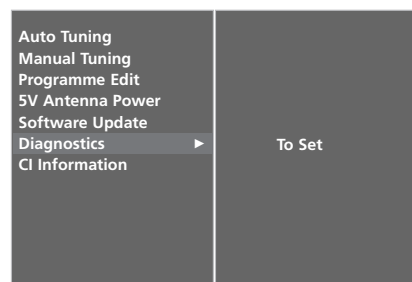 Auto Tuning
Manual Tuning
Programme Edit
5V Antenna Power
Software Update
Diagnostics ►
To Set
CI Information